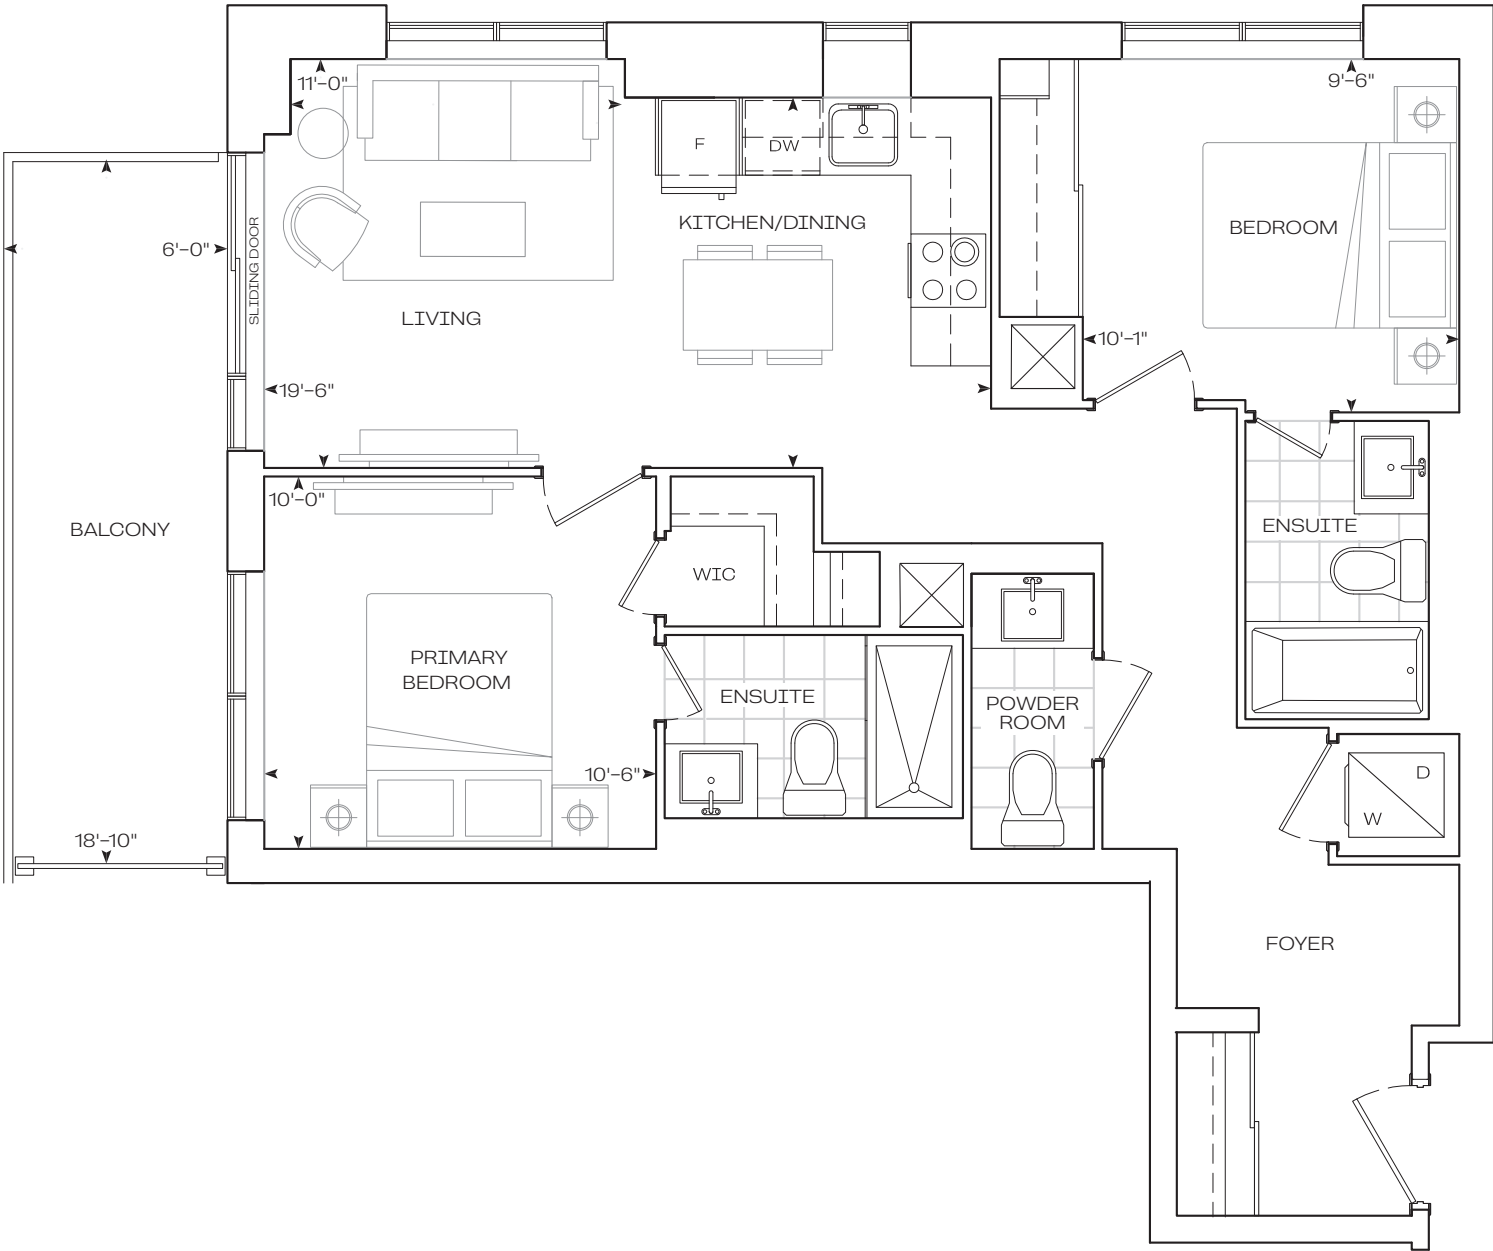 11'-0"
9'-6"
F
DW
KITCHEN/DINING
BEDROOM
6'-0"
SLIDING DOOR
LIVING
10'-1"
19'-6"
10'-0"
BALCONY
ENSUITE
WIC
PRIMARY
BEDROOM
ENSUITE
POWDER
ROOM
10'-6"
D
W
18'-10"
FOYER